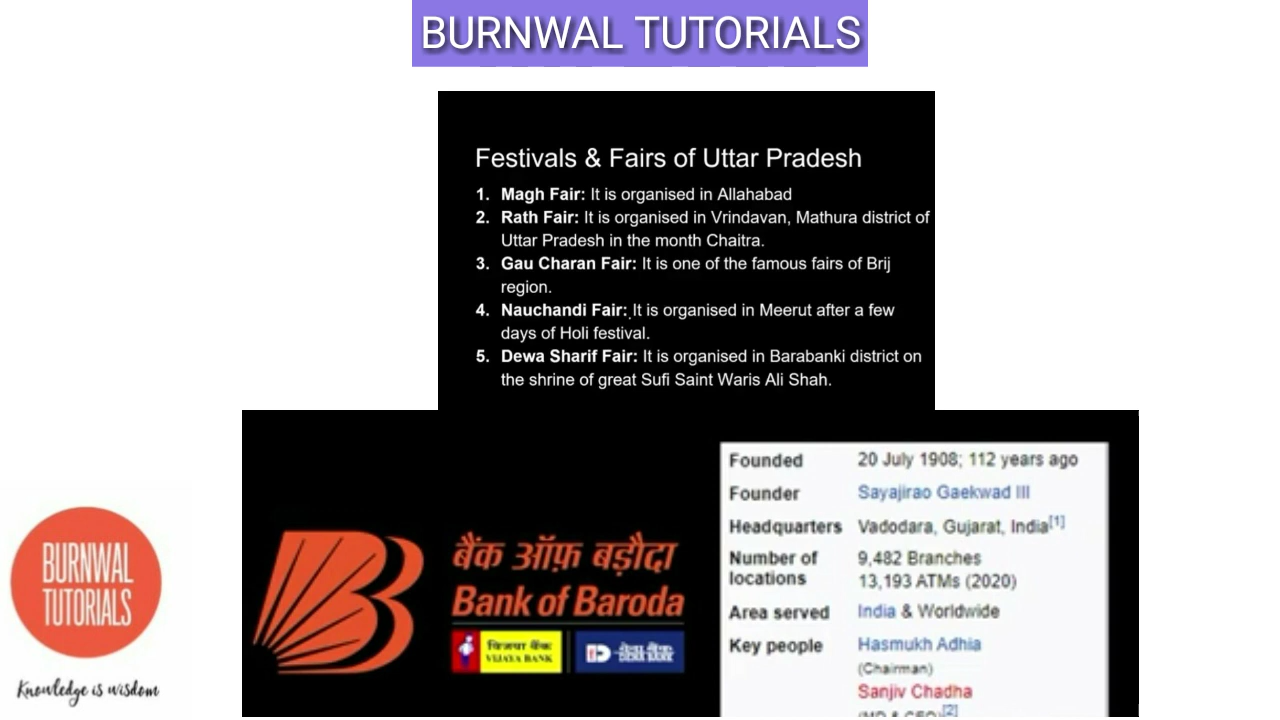 BURNWAL TUTORIALS
Festivals & Fairs of Uttar Pradesh
1. Magh Fair: It is organised in Allahabad
2. Rath Fair: It is organised in Vrindavan, Mathura district of
Uttar Pradesh in the month Chaitra.
3. Gau Charan Fair: It is one of the famous fairs of Brij
region.
4. Nauchandi Fair: It is organised in Meerut after a few
days of Holi festival.
5. Dewa Sharif Fair: It is organised in Barabanki district on
the shrine of great Sufi Saint Waris Ali Shah.
बैंक ऑफ़ बड़ौदा
Bank of Baroda
विजया बैंक
VIJAYA BANK
देना बैंक
DENA BANK
Founded 20 July 1908; 112 years ago
Founder Sayajirao Gaekwad III
Headquarters Vadodara, Gujarat, India[1]
Number of 9,482 Branches
locations 13,193 ATMs (2020)
Area served India & Worldwide
Key people Hasmukh Adhia
(Chairman)
Sanjiv Chadha
(MD & CEO)[2]
BURNWAL
TUTORIALS
Knowledge is wisdom